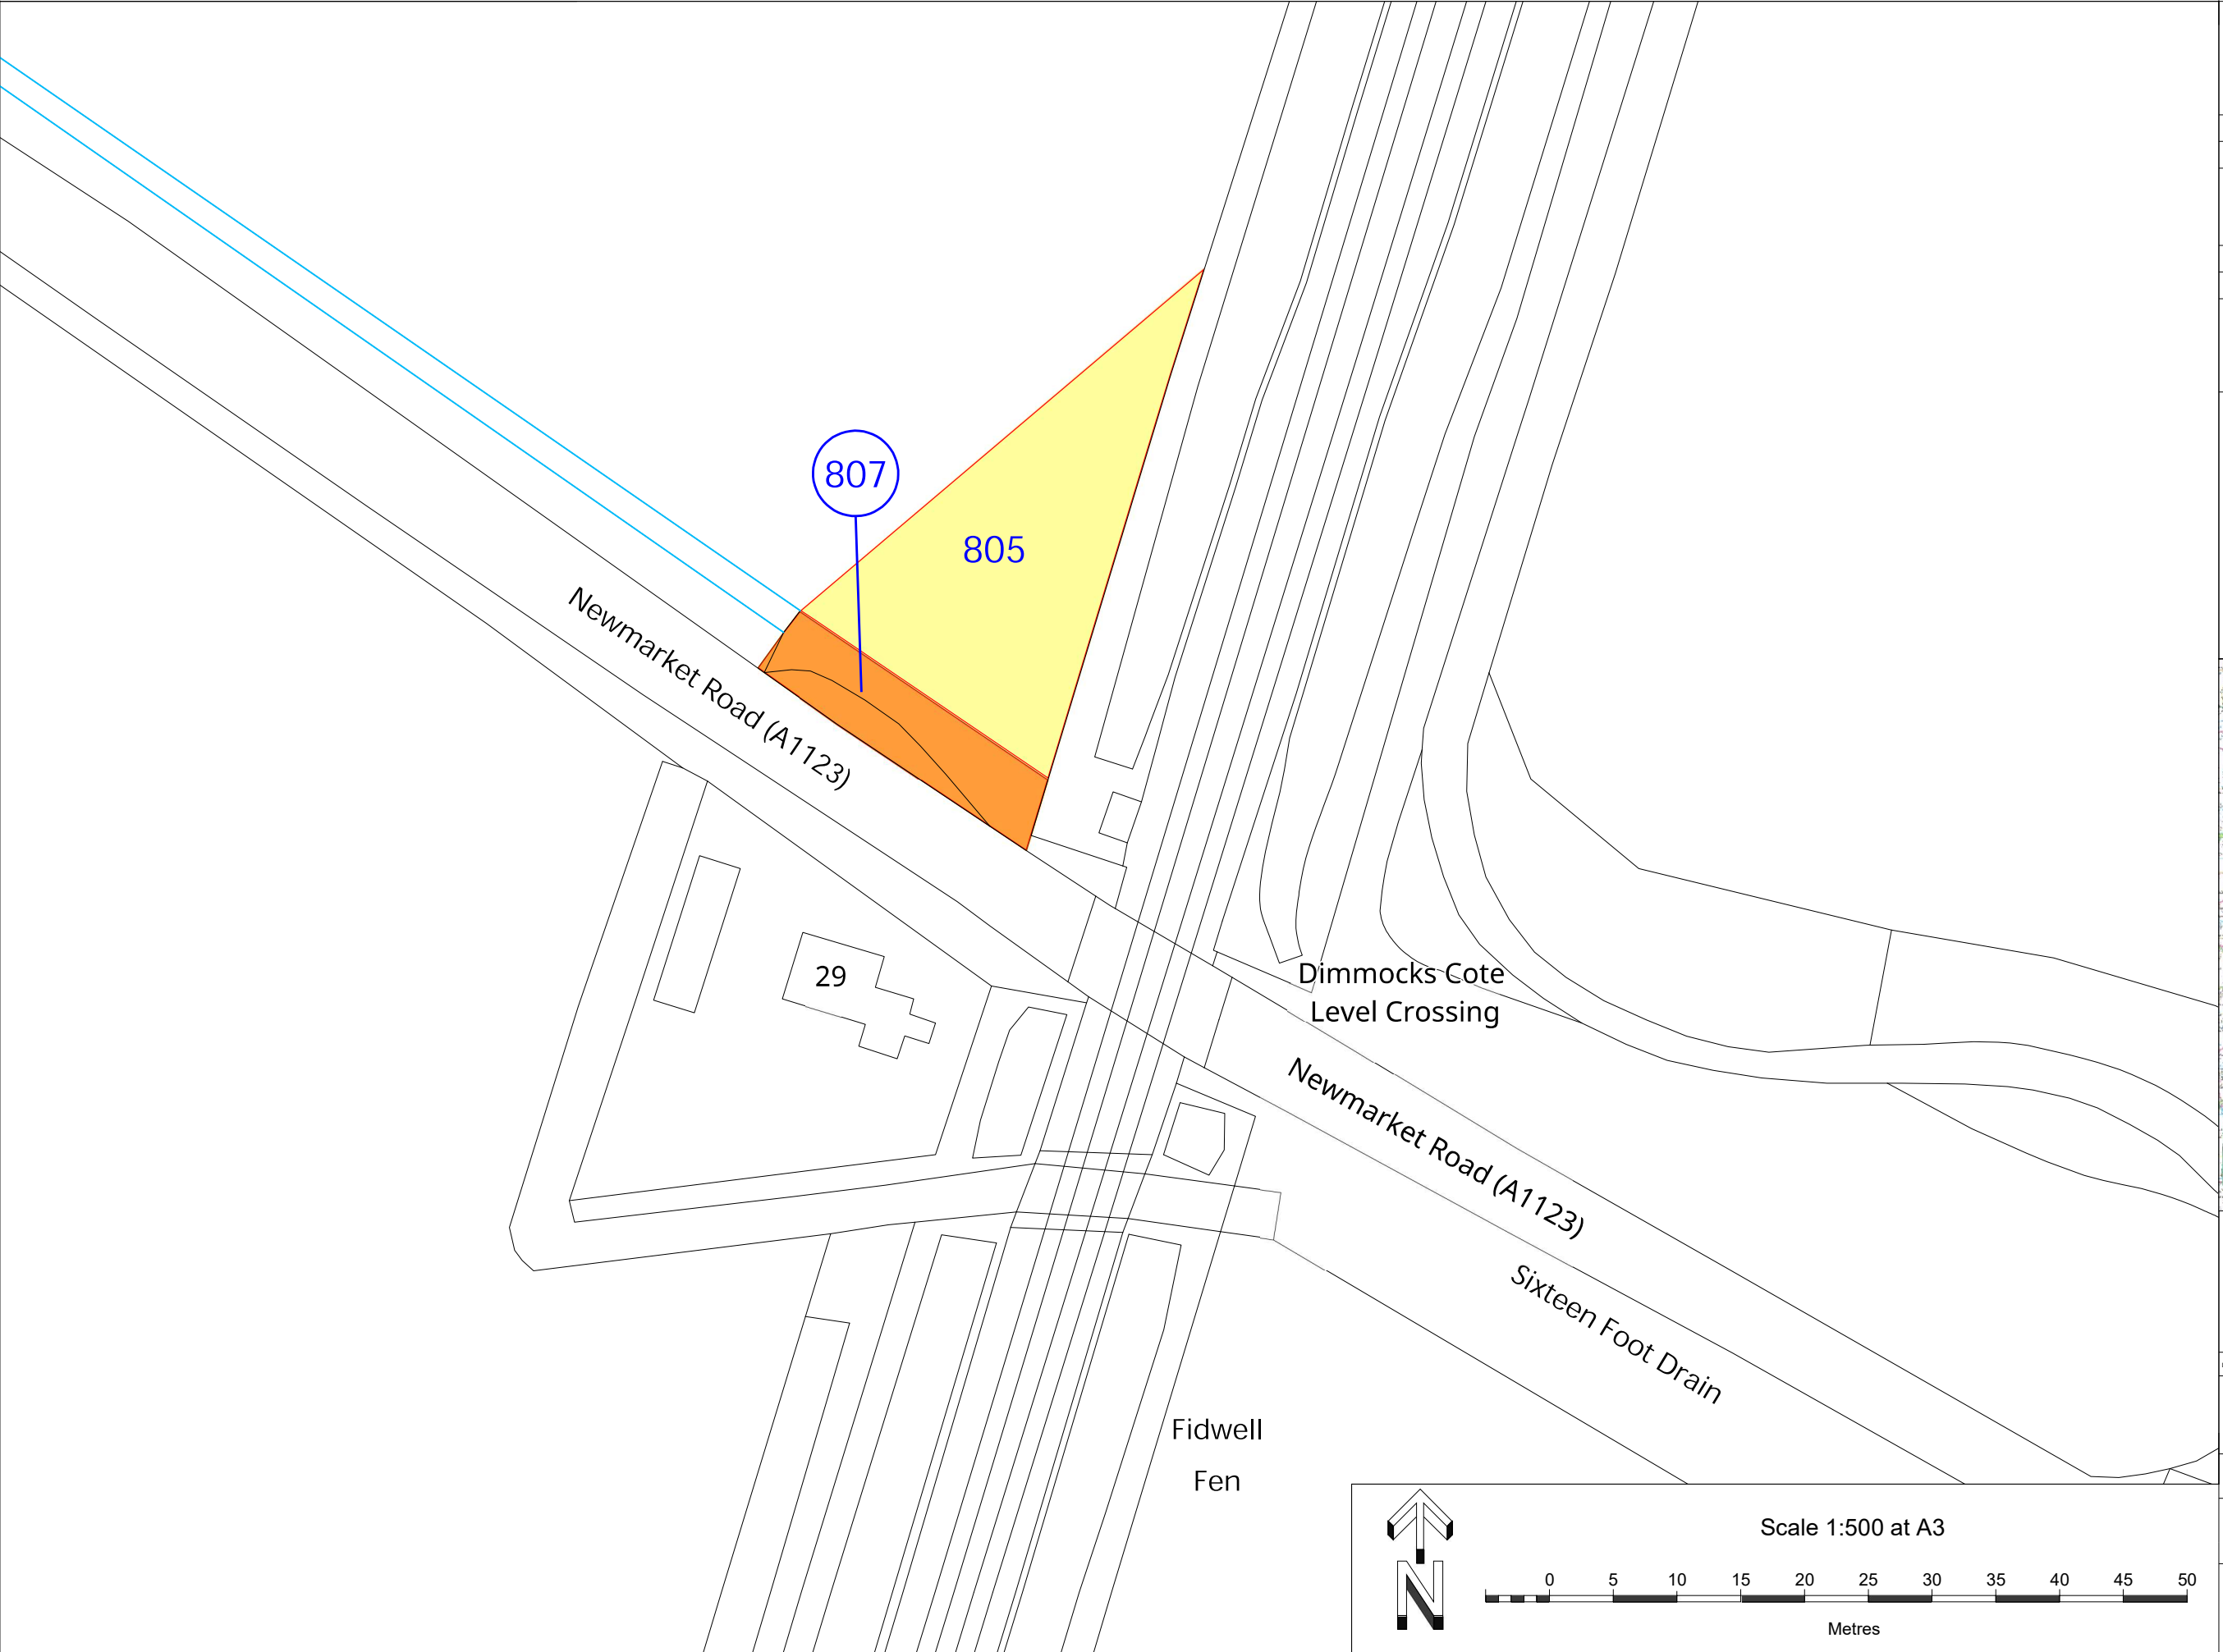 807
805
Newmarket Road (A1123)
29
Dimmocks Cote
Level Crossing
Newmarket Road (A1123)
Sixteen Foot Drain
Fidwell
Fen
N
Scale 1:500 at A3
0 5 10 15 20 25 30 35 40 45 50
Metres